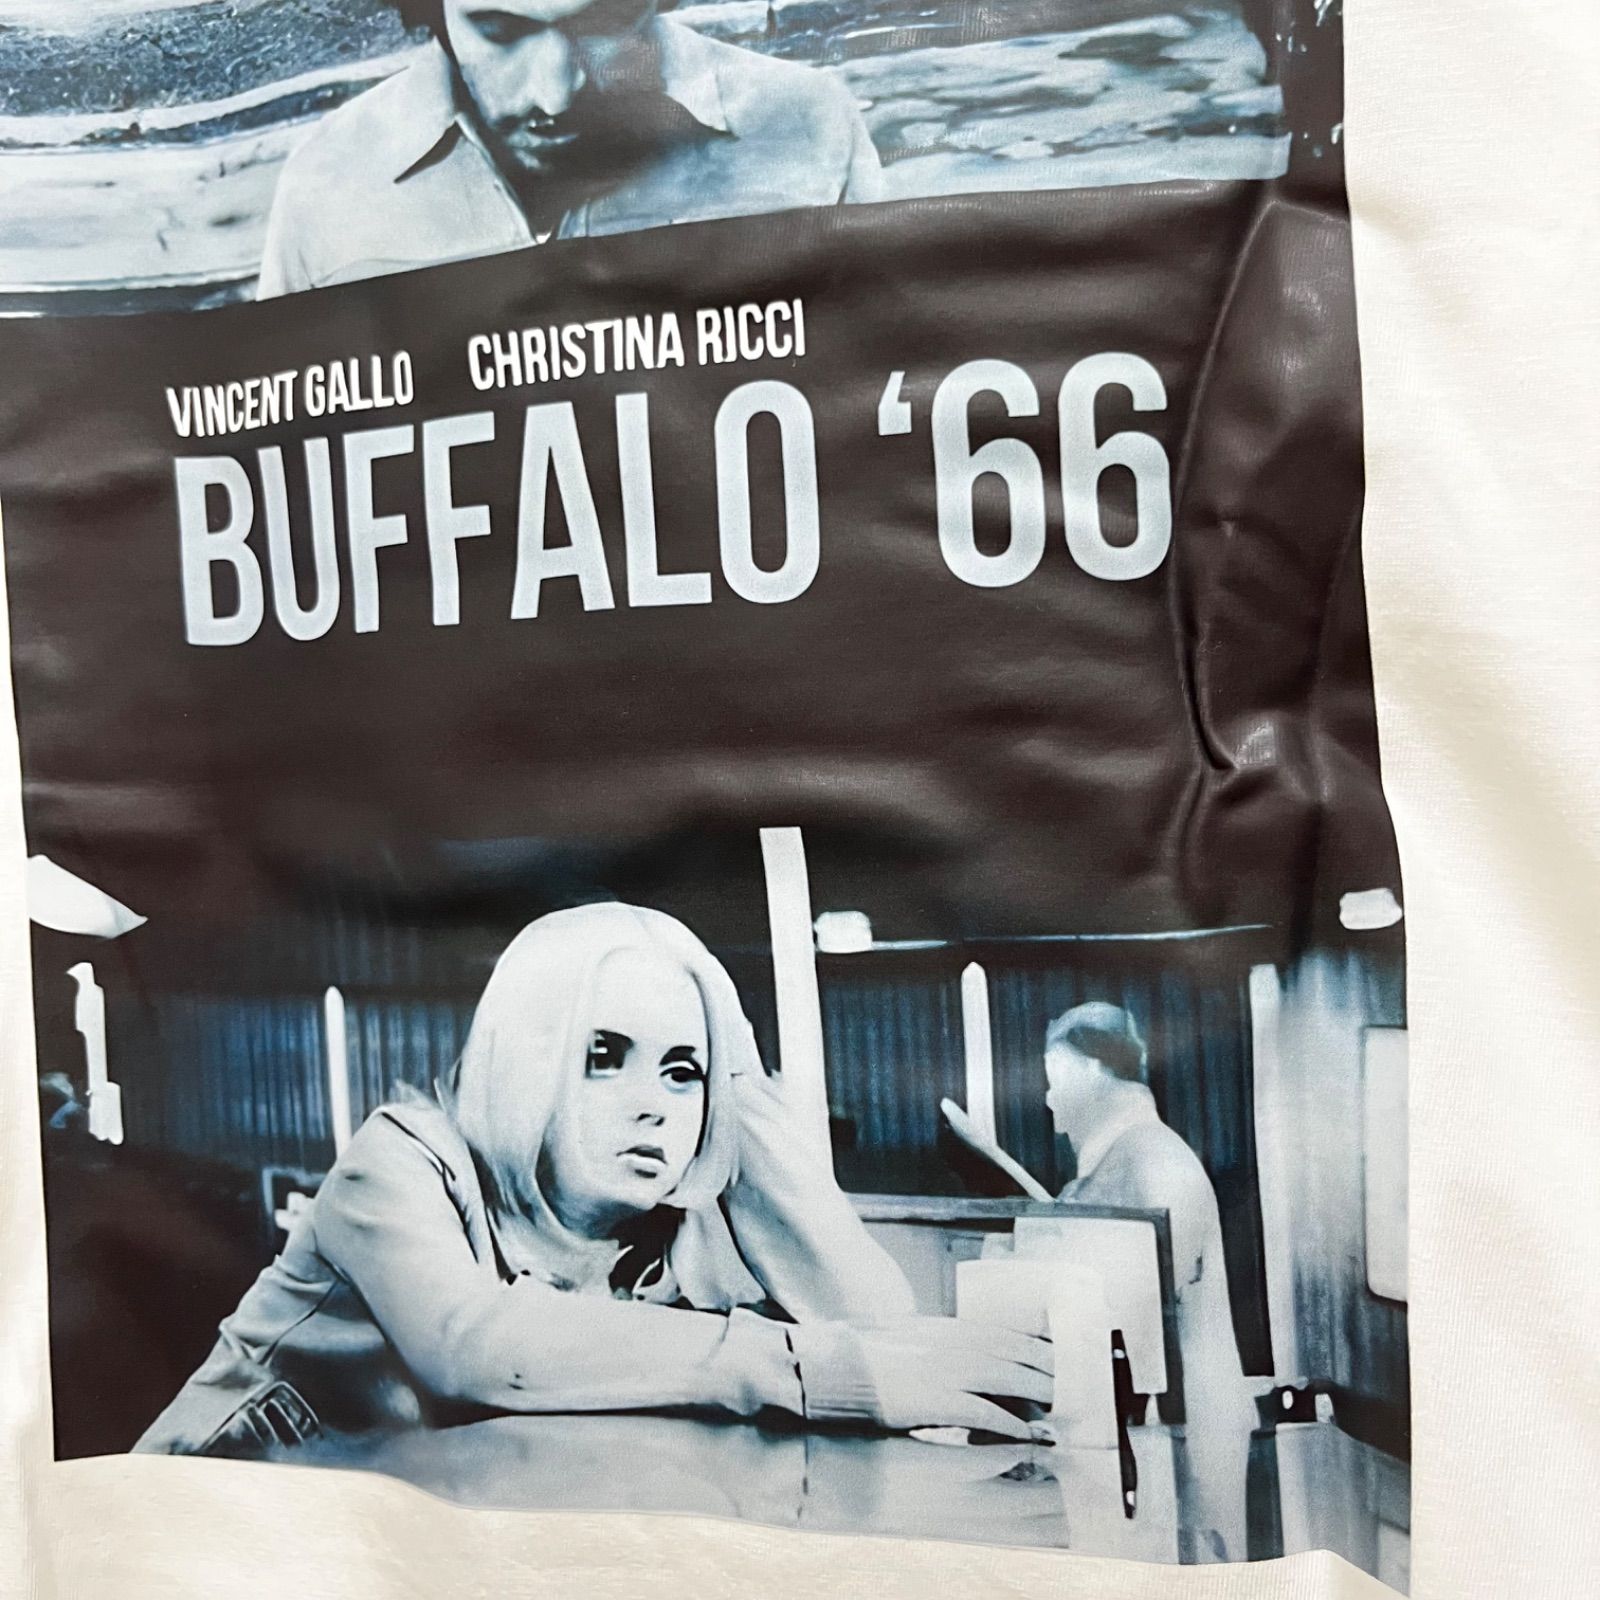 VINCENT GALLO CHRISTINA RICCI
BUFFALO ‘66